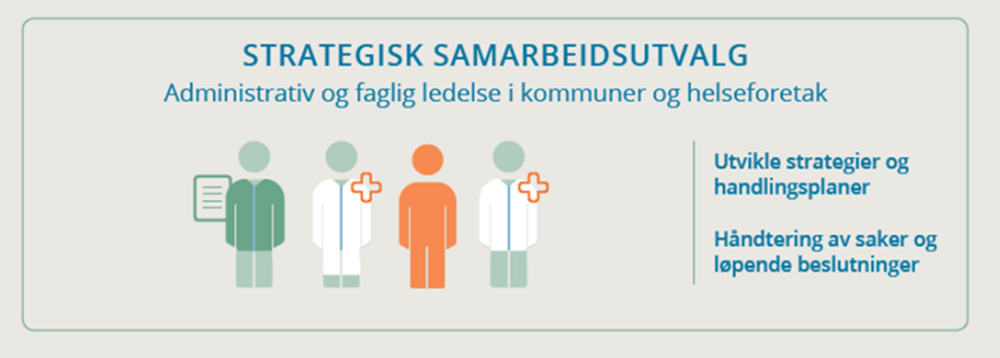 STRATEGISK SAMARBEIDSUTVALG
Administrativ og faglig ledelse i kommuner og helseforetak
Utvikle strategier og
handlingsplaner
Håndtering av saker og
løpende beslutninger